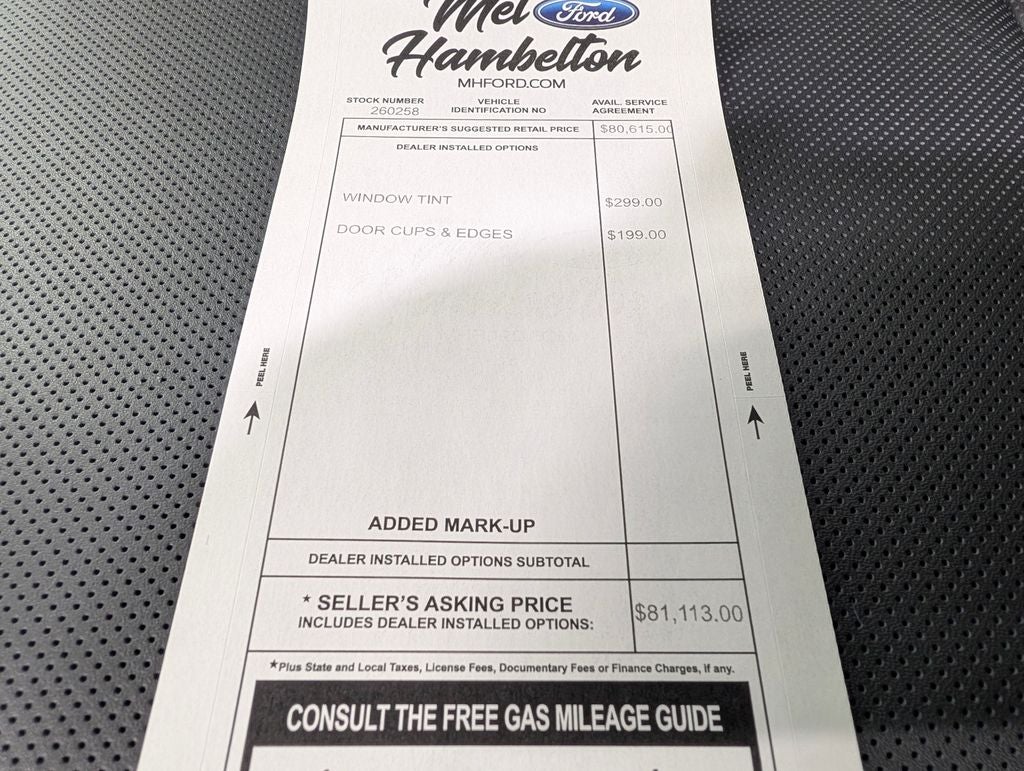 Mel Ford
Hambelton
MHFORD.COM
STOCK NUMBER VEHICLE IDENTIFICATION NO AVAIL. SERVICE AGREEMENT
260258
MANUFACTURER'S SUGGESTED RETAIL PRICE $80,615.00
DEALER INSTALLED OPTIONS
WINDOW TINT $299.00
DOOR CUPS & EDGES $199.00
PEEL HERE PEEL HERE
ADDED MARK-UP
DEALER INSTALLED OPTIONS SUBTOTAL
* SELLER'S ASKING PRICE $81,113.00
INCLUDES DEALER INSTALLED OPTIONS:
*Plus State and Local Taxes, License Fees, Documentary Fees or Finance Charges, if any.
CONSULT THE FREE GAS MILEAGE GUIDE